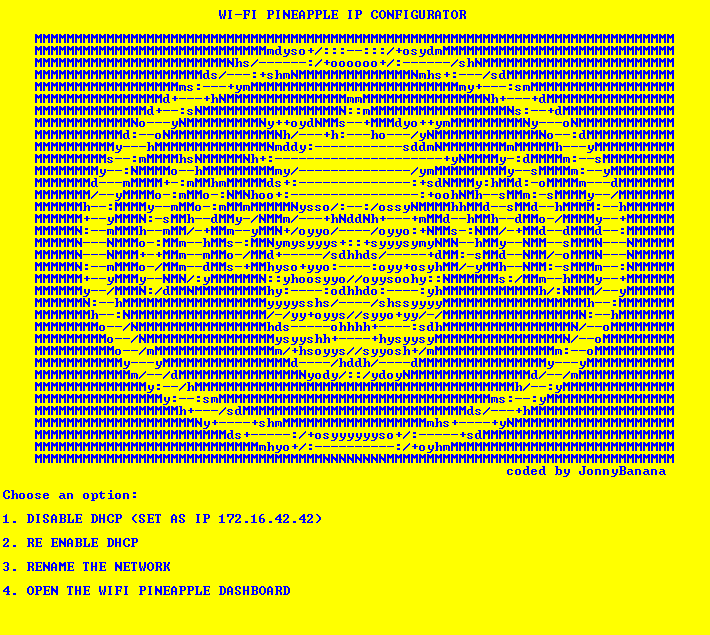 WI-FI PINEAPPLE IP CONFIGURATOR
coded by JonnyBanana
Choose an option:
1. DISABLE DHCP (SET AS IP 172.16.42.42)
2. RE ENABLE DHCP
3. RENAME THE NETWORK
4. OPEN THE WIFI PINEAPPLE DASHBOARD